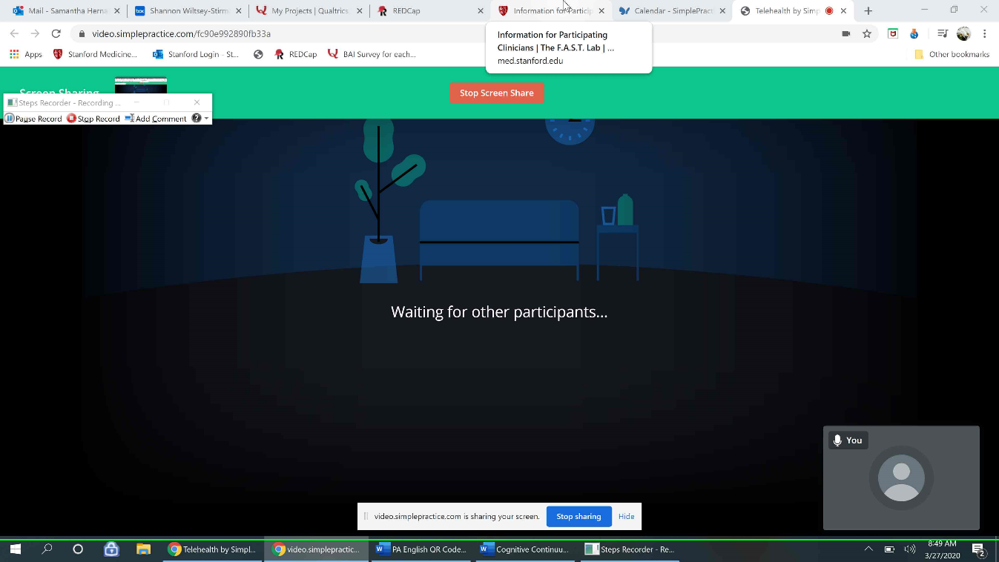 Mail - Samantha Herna
Shannon Wiltsey-Stirm
My Projects | Qualtrics
REDCap
Information for Particip
Calendar - SimplePract
Telehealth by Simp
video.simplepractice.com/fc90e992890fb33a
Information for Participating
Clinicians | The F.A.S.T. Lab | ...
med.stanford.edu
Apps
Stanford Medicine...
Stanford Login - St...
REDCap
BAI Survey for each...
Other bookmarks
Screen Sharing
Stop Screen Share
Steps Recorder - Recording ...
Pause Record
Stop Record
Add Comment
Waiting for other participants...
You
video.simplepractice.com is sharing your screen.
Stop sharing
Hide
Telehealth by Simpl...
video.simplepractic...
PA English QR Code...
Cognitive Continuu...
Steps Recorder - Re...
8:49 AM
3/27/2020
2